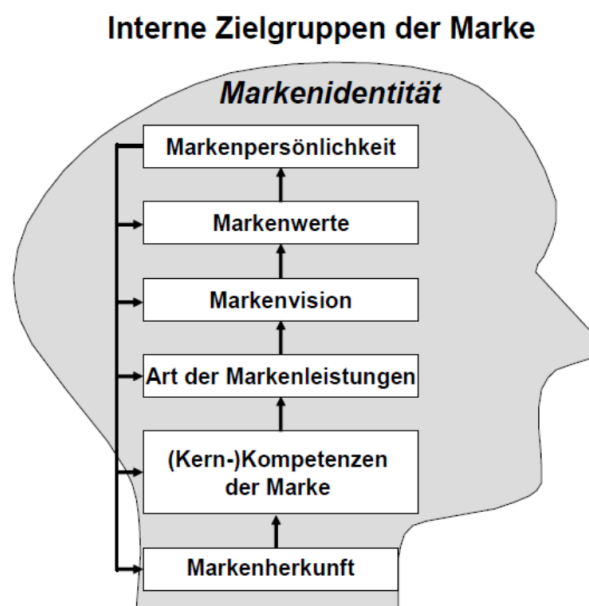 Interne Zielgruppen der Marke
Markenidentität
Markenpersönlichkeit
Markenwerte
Markenvision
Art der Markenleistungen
(Kern-)Kompetenzen
der Marke
Markenherkunft